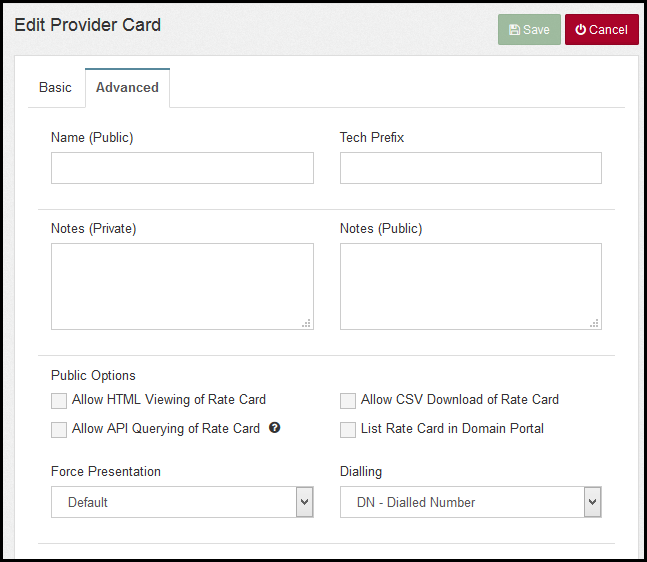 Edit Provider Card
Save
Cancel
Basic
Advanced
Name (Public)
Tech Prefix
Notes (Private)
Notes (Public)
Public Options
Allow HTML Viewing of Rate Card
Allow CSV Download of Rate Card
Allow API Querying of Rate Card ?
List Rate Card in Domain Portal
Force Presentation
Dialling
Default
DN - Dialled Number